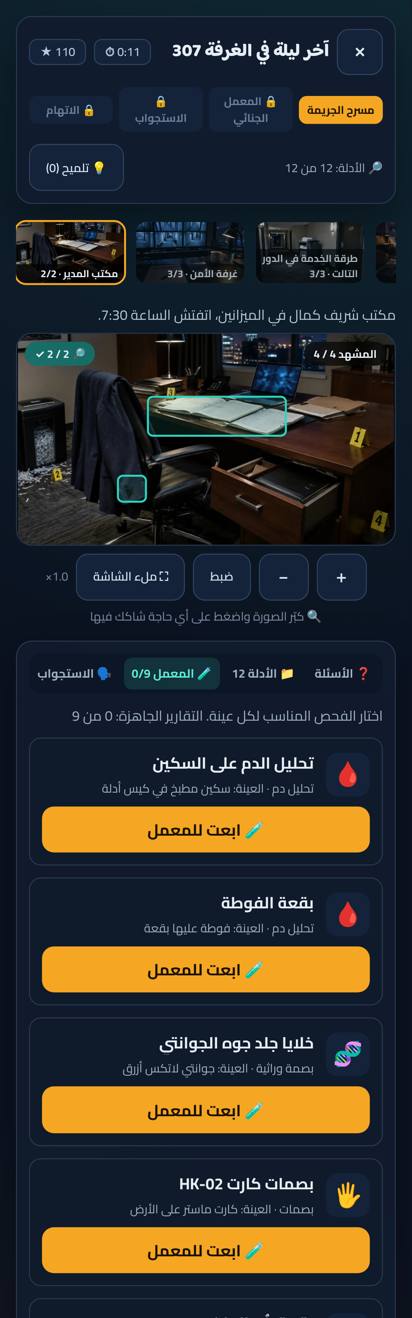 ×
آخر ليلة في الغرفة 307
⏱ 0:11
★ 110
مسرح الجريمة
🔒 المعمل الجنائي
🔒 الاستجواب
🔒 الاتهام
🔎 الأدلة: 12 من 12
💡 تلميح (0)
طرقة الخدمة في الدور التالت · 3/3
غرفة الأمن · 3/3
مكتب المدير · 2/2
مكتب شريف كمال في الميزانين، اتفتش الساعة 7:30.
المشهد 4 / 4
🔎 2 / 2 ✓
1
2
3
4
+
−
ضبط
⛶ ملء الشاشة
×1.0
🔍 كبّر الصورة واضغط على أي حاجة شاكك فيها
❓ الأسئلة
📁 الأدلة 12
🧪 المعمل 0/9
🗣️ الاستجواب
اختار الفحص المناسب لكل عينة. التقارير الجاهزة: 0 من 9
تحليل الدم على السكين
تحليل دم · العينة: سكين مطبخ في كيس أدلة
🧪 ابعت للمعمل
بقعة الفوطة
تحليل دم · العينة: فوطة عليها بقعة
🧪 ابعت للمعمل
خلايا جلد جوه الجوانتي
بصمة وراثية · العينة: جوانتي لاتكس أزرق
🧪 ابعت للمعمل
بصمات كارت HK-02
بصمات · العينة: كارت ماستر على الأرض
🧪 ابعت للمعمل